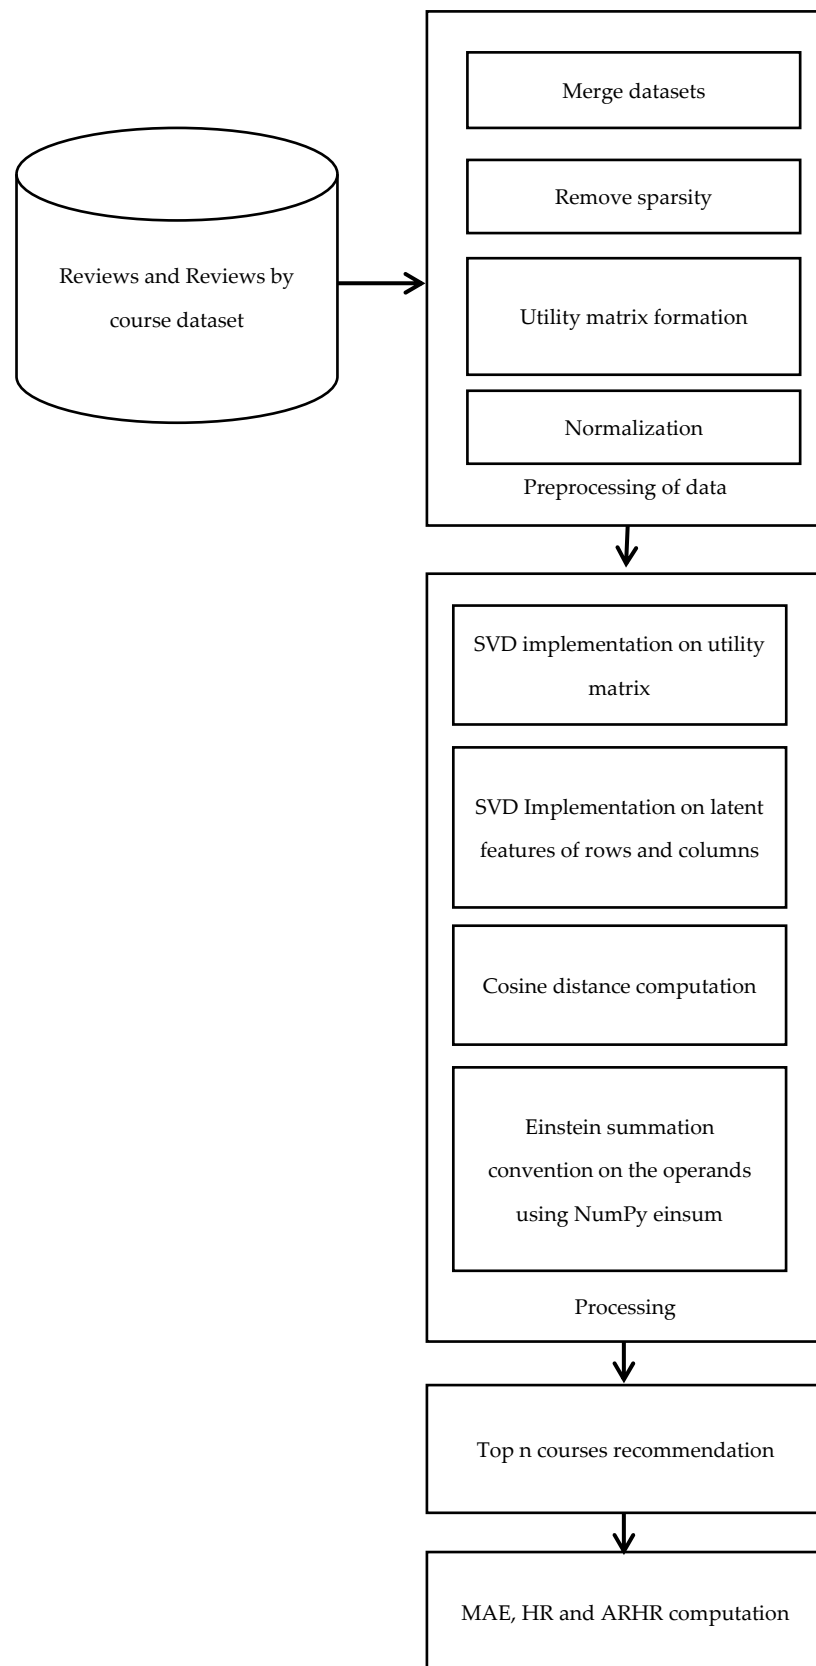 Reviews and Reviews by
course dataset
Merge datasets
Remove sparsity
Utility matrix formation
Normalization
Preprocessing of data
SVD implementation on utility
matrix
SVD Implementation on latent
features of rows and columns
Cosine distance computation
Einstein summation
convention on the operands
using NumPy einsum
Processing
Top n courses recommendation
MAE, HR and ARHR computation